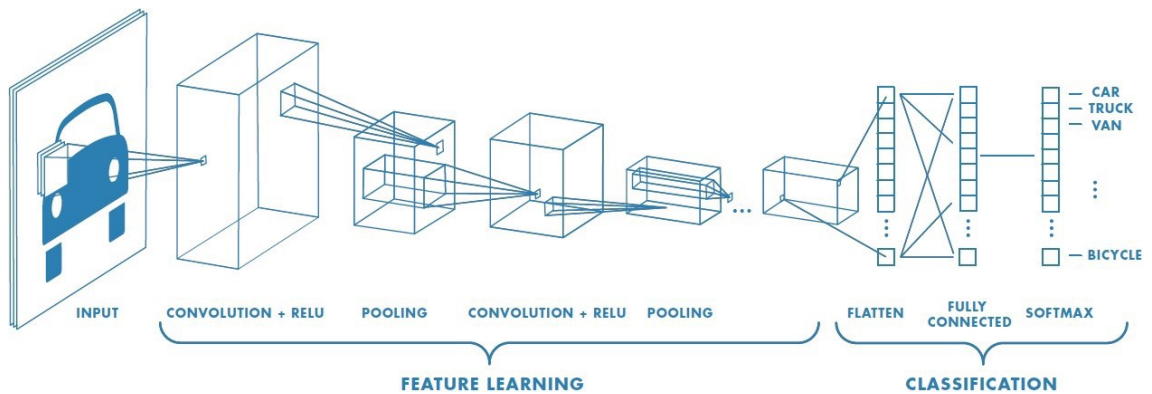 CAR
TRUCK
VAN
BICYCLE
INPUT
CONVOLUTION + RELU
POOLING
CONVOLUTION + RELU
POOLING
FLATTEN
FULLY
CONNECTED
SOFTMAX
FEATURE LEARNING
CLASSIFICATION